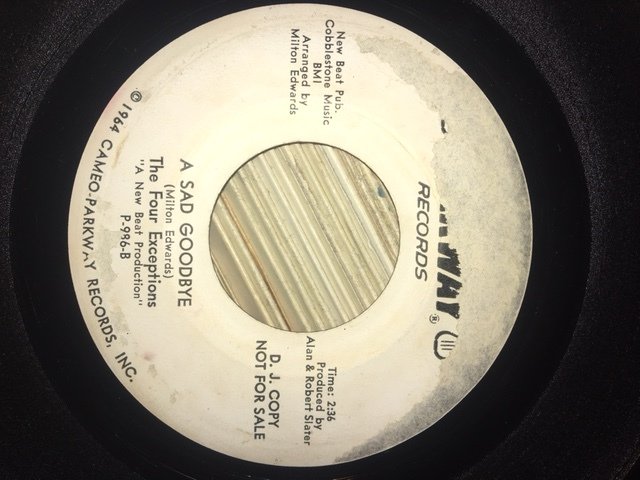 RECORDS
New Beat Pub.
Cobblestone Music
BMI
Arranged by
Milton Edwards
Time: 2:36
Produced by
Alan & Robert Slater
D. J. COPY
NOT FOR SALE
A SAD GOODBYE
(Milton Edwards)
The Four Exceptions
"A New Beat Production"
P-986-B
© 1964 CAMEO-PARKWAY RECORDS, INC.